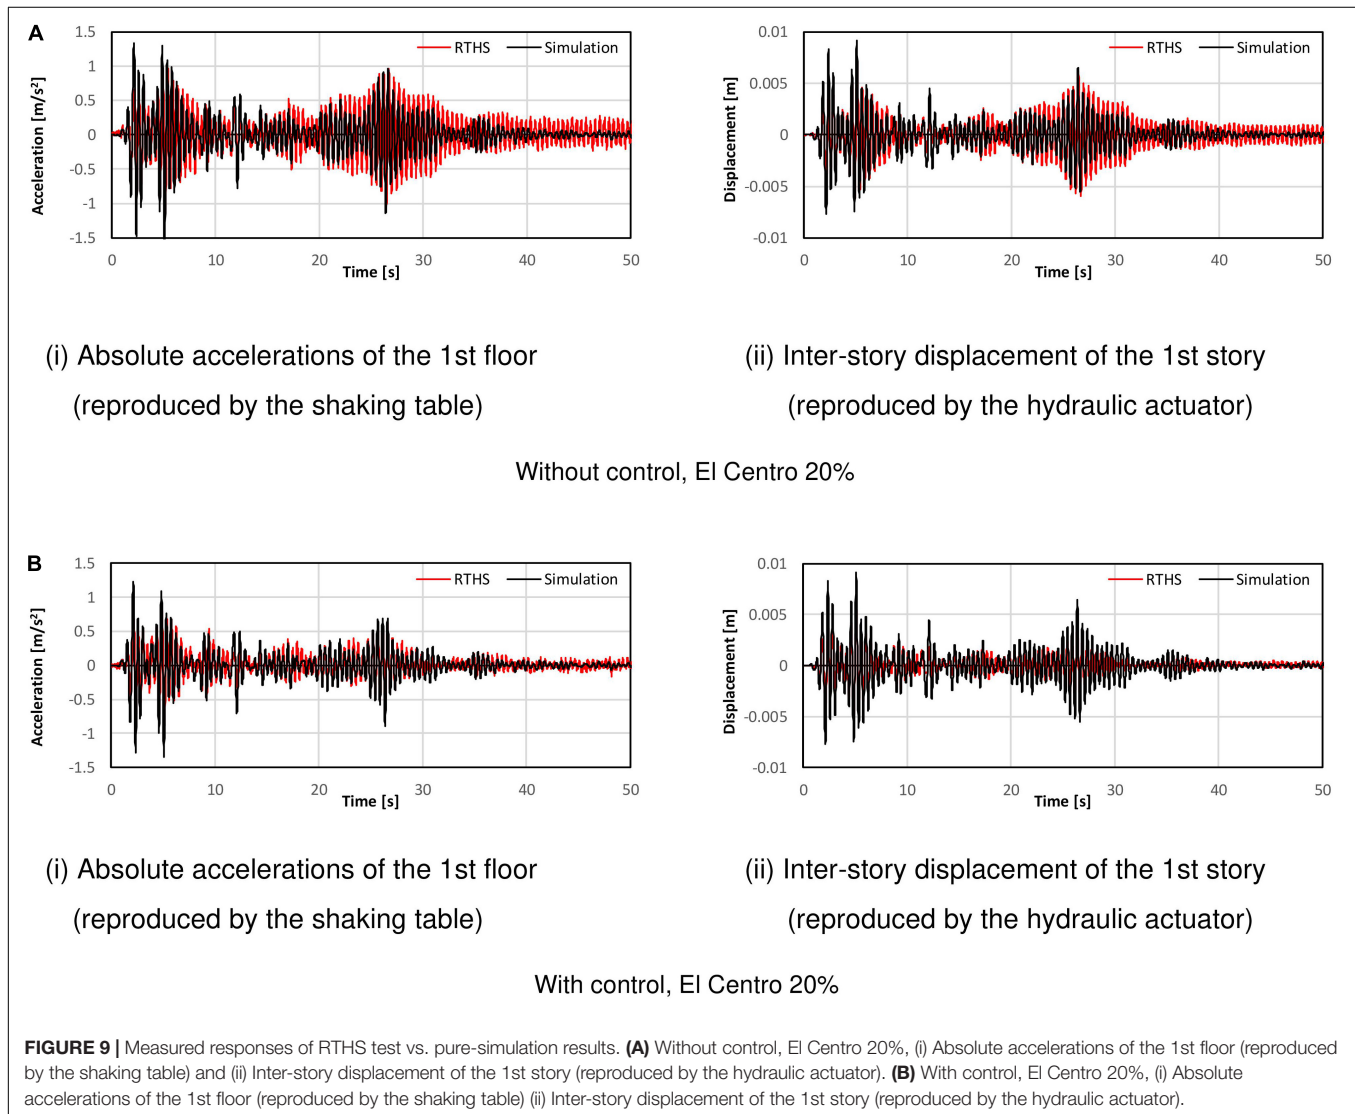 A
1.5
1
0.5
0
-0.5
-1
-1.5
Acceleration [m/s²]
RTHS
Simulation
0 10 20 30 40 50
Time [s]
0.01
0.005
0
-0.005
-0.01
Displacement [m]
RTHS
Simulation
0 10 20 30 40 50
Time [s]
(i) Absolute accelerations of the 1st floor
(reproduced by the shaking table)
(ii) Inter-story displacement of the 1st story
(reproduced by the hydraulic actuator)
Without control, El Centro 20%
B
1.5
1
0.5
0
-0.5
-1
-1.5
Acceleration [m/s²]
RTHS
Simulation
0 10 20 30 40 50
Time [s]
0.01
0.005
0
-0.005
-0.01
Displacement [m]
RTHS
Simulation
0 10 20 30 40 50
Time [s]
(i) Absolute accelerations of the 1st floor
(reproduced by the shaking table)
(ii) Inter-story displacement of the 1st story
(reproduced by the hydraulic actuator)
With control, El Centro 20%
FIGURE 9 | Measured responses of RTHS test vs. pure-simulation results. (A) Without control, El Centro 20%, (i) Absolute accelerations of the 1st floor (reproduced
by the shaking table) and (ii) Inter-story displacement of the 1st story (reproduced by the hydraulic actuator). (B) With control, El Centro 20%, (i) Absolute
accelerations of the 1st floor (reproduced by the shaking table) (ii) Inter-story displacement of the 1st story (reproduced by the hydraulic actuator).